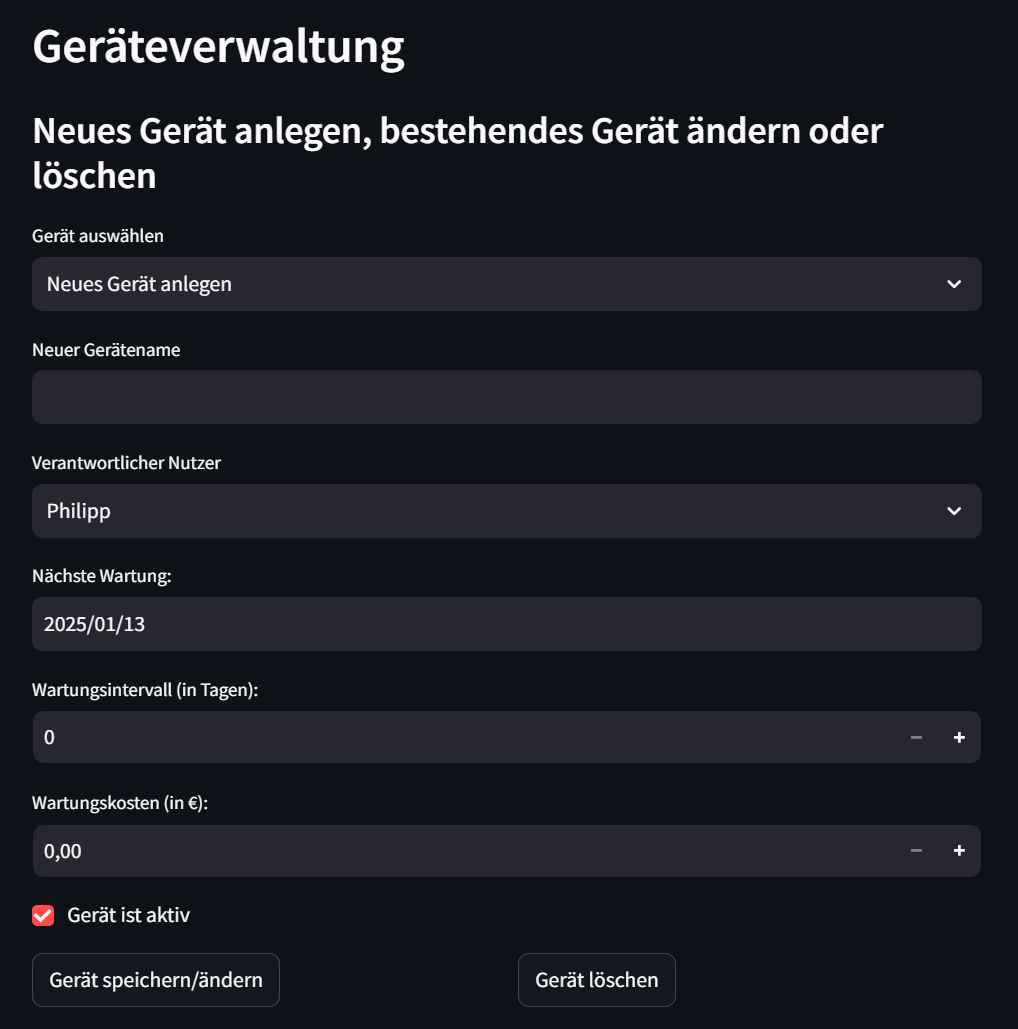 Geräteverwaltung
Neues Gerät anlegen, bestehendes Gerät ändern oder
löschen
Gerät auswählen
Neues Gerät anlegen
Neuer Gerätename
Verantwortlicher Nutzer
Philipp
Nächste Wartung:
2025/01/13
Wartungsintervall (in Tagen):
0
Wartungskosten (in €):
0,00
Gerät ist aktiv
Gerät speichern/ändern
Gerät löschen